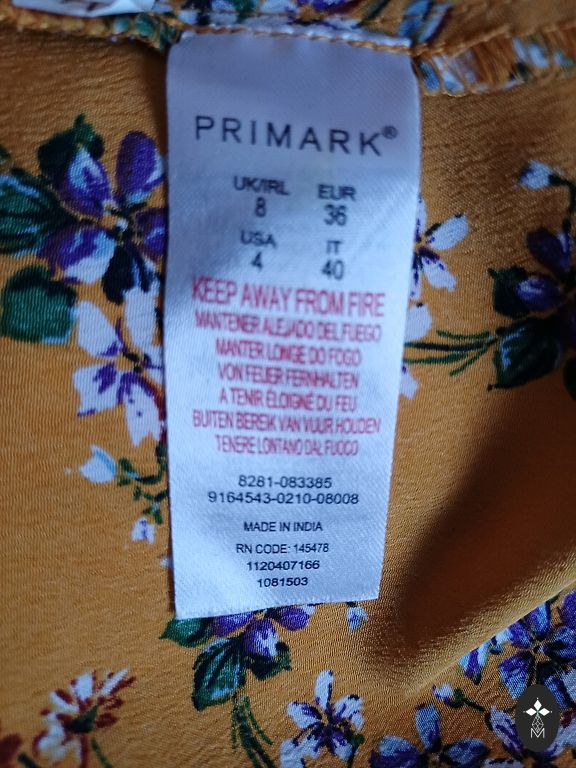 PRIMARK®
UK/IRL EUR
8 36
USA IT
4 40
KEEP AWAY FROM FIRE
MANTENER ALEJADO DEL FUEGO
MANTER LONGE DO FOGO
VON FEUER FERNHALTEN
A TENIR ÉLOIGNÉ DU FEU
BUITEN BEREIK VAN VUUR HOUDEN
TENERE LONTANO DAL FUOCO
8281-083385
9164543-0210-08008
MADE IN INDIA
RN CODE: 145478
1120407166
1081503